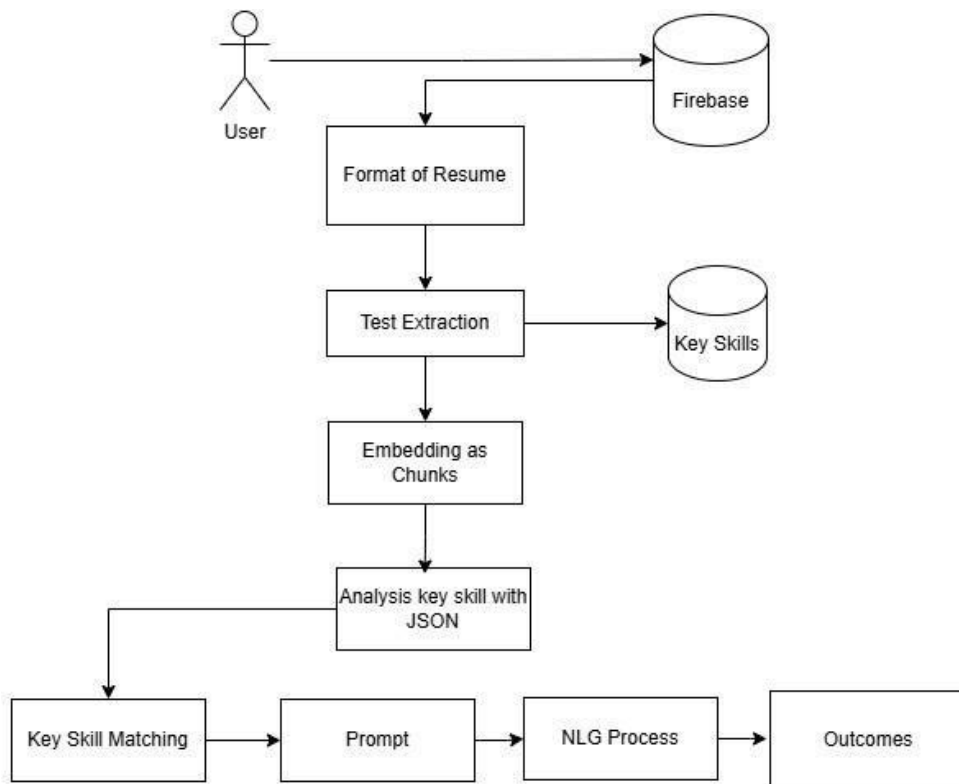 Firebase
User
Format of Resume
Test Extraction
Key Skills
Embedding as
Chunks
Analysis key skill with
JSON
Key Skill Matching
Prompt
NLG Process
Outcomes